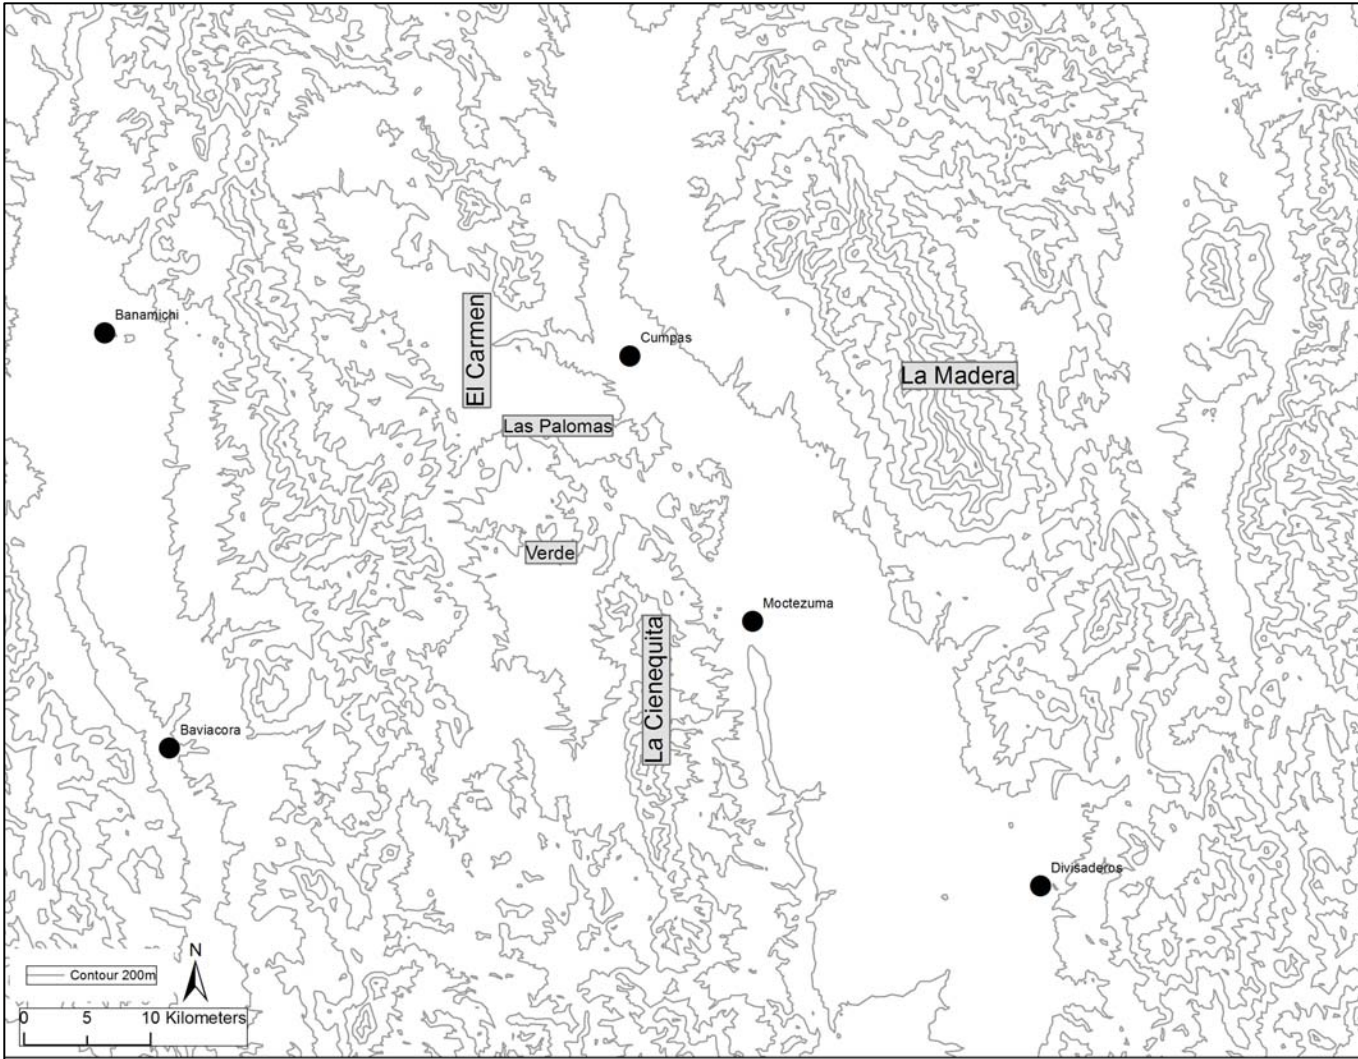 Banamichi
El Carmen
Cumpas
La Madera
Las Palomas
Verde
Moctezuma
La Cienequita
Baviacora
Divisaderos
N
Contour 200m
0 5 10 Kilometers